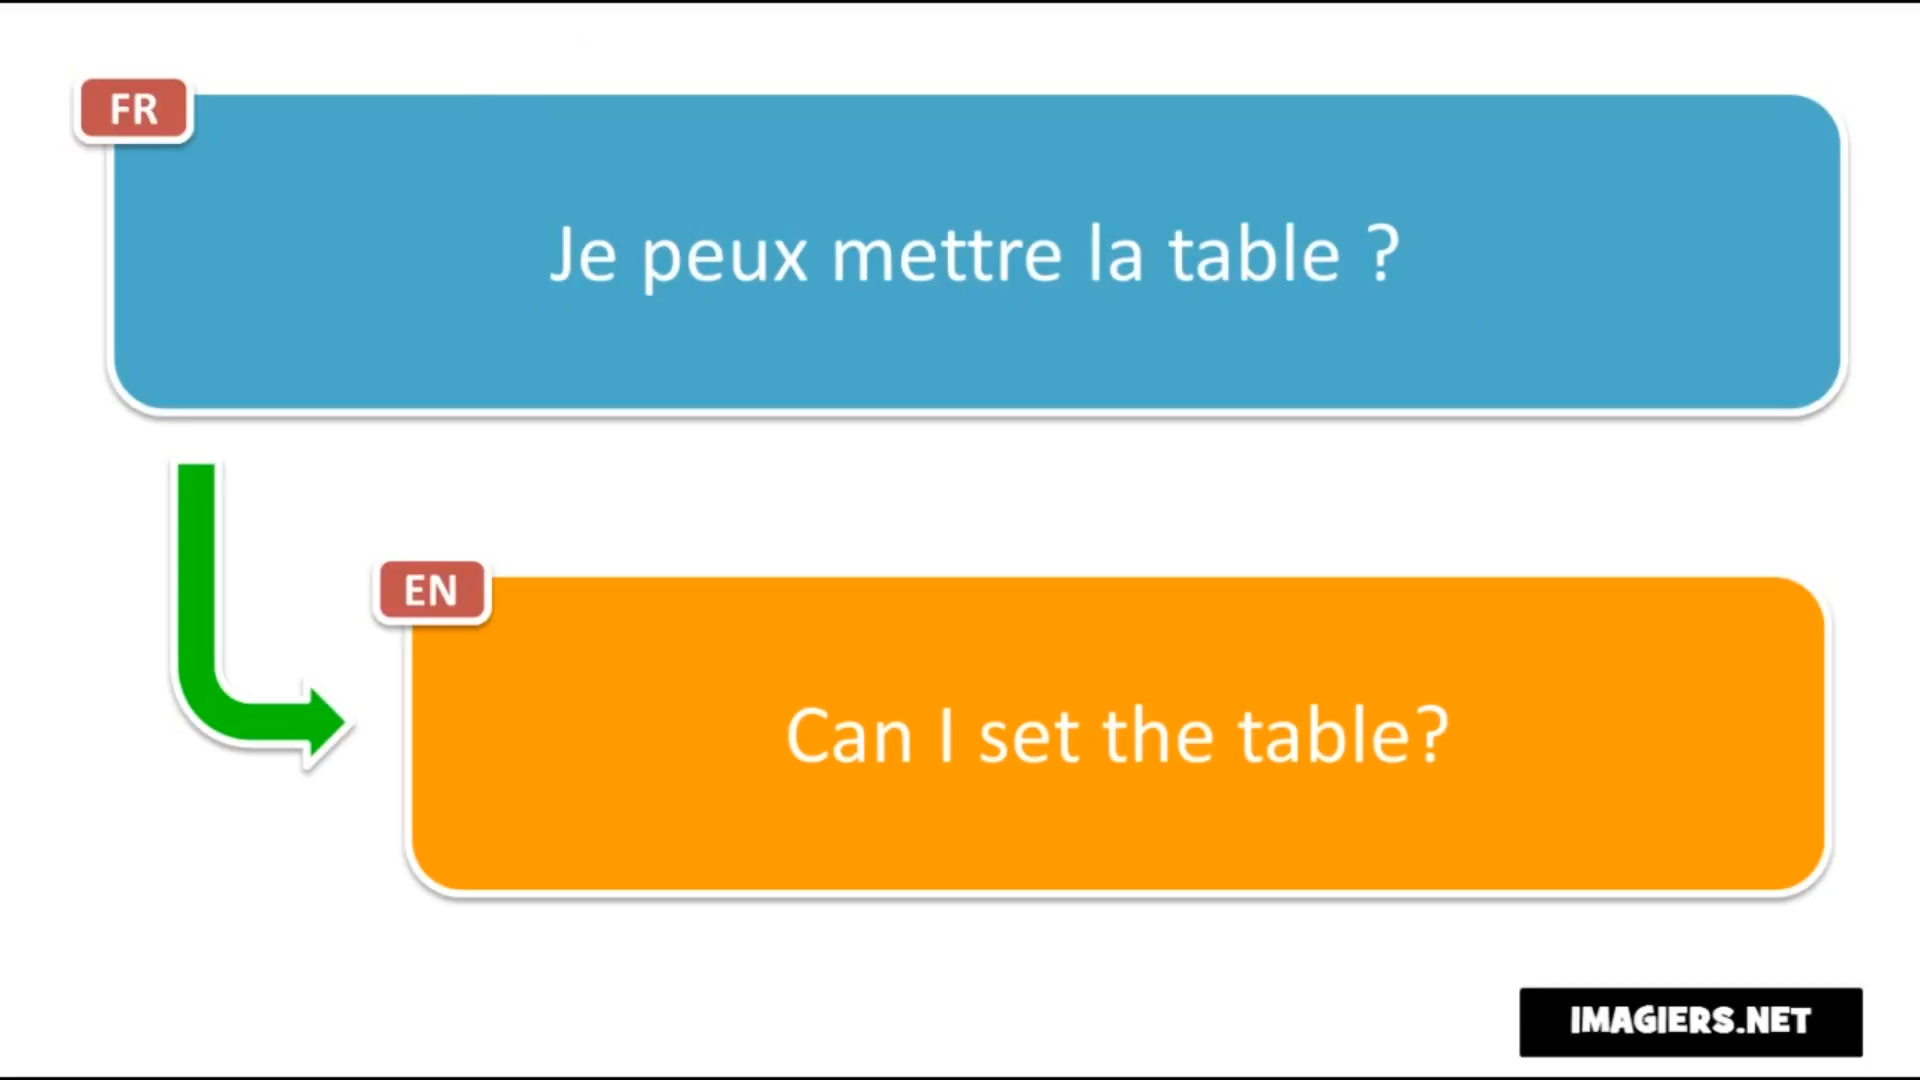 FR
Je peux mettre la table ?
EN
Can I set the table?
IMAGIERS.NET